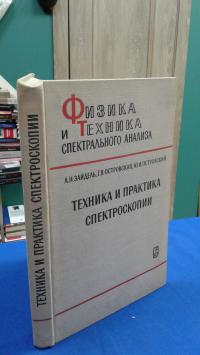 ФИЗИКА
И ТЕХНИКА
СПЕКТРАЛЬНОГО АНАЛИЗА
А.Н. ЗАЙДЕЛЬ, Г.В. ОСТРОВСКАЯ, Ю.И. ОСТРОВСКИЙ
ТЕХНИКА И ПРАКТИКА
СПЕКТРОСКОПИИ
ТЕХНИКА И ПРАКТИКА СПЕКТРОСКОПИИ